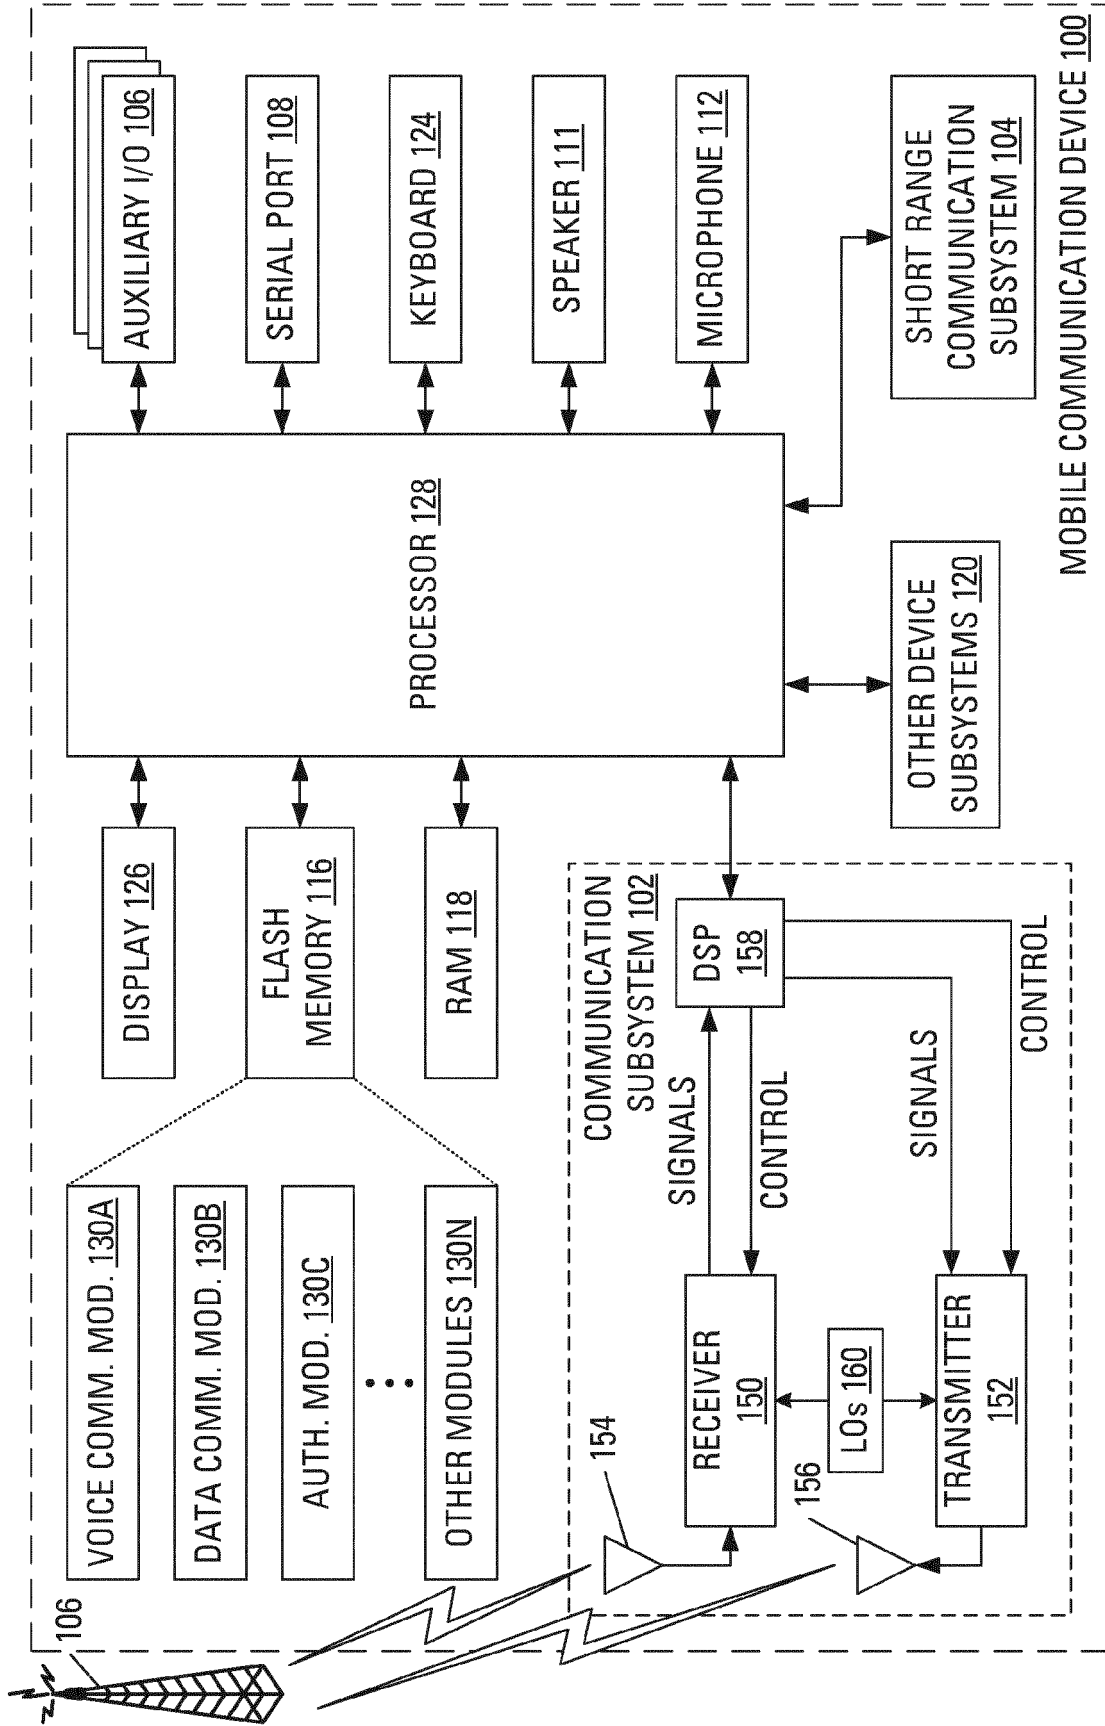 106
VOICE COMM. MOD. 130A
DATA COMM. MOD. 130B
AUTH. MOD. 130C
OTHER MODULES 130N
DISPLAY 126
FLASH
MEMORY 116
RAM 118
PROCESSOR 128
AUXILIARY I/O 106
SERIAL PORT 108
KEYBOARD 124
SPEAKER 111
MICROPHONE 112
COMMUNICATION
SUBSYSTEM 102
154
RECEIVER
150
SIGNALS
CONTROL
DSP
158
LOs 160
156
TRANSMITTER
152
SIGNALS
CONTROL
OTHER DEVICE
SUBSYSTEMS 120
SHORT RANGE
COMMUNICATION
SUBSYSTEM 104
MOBILE COMMUNICATION DEVICE 100